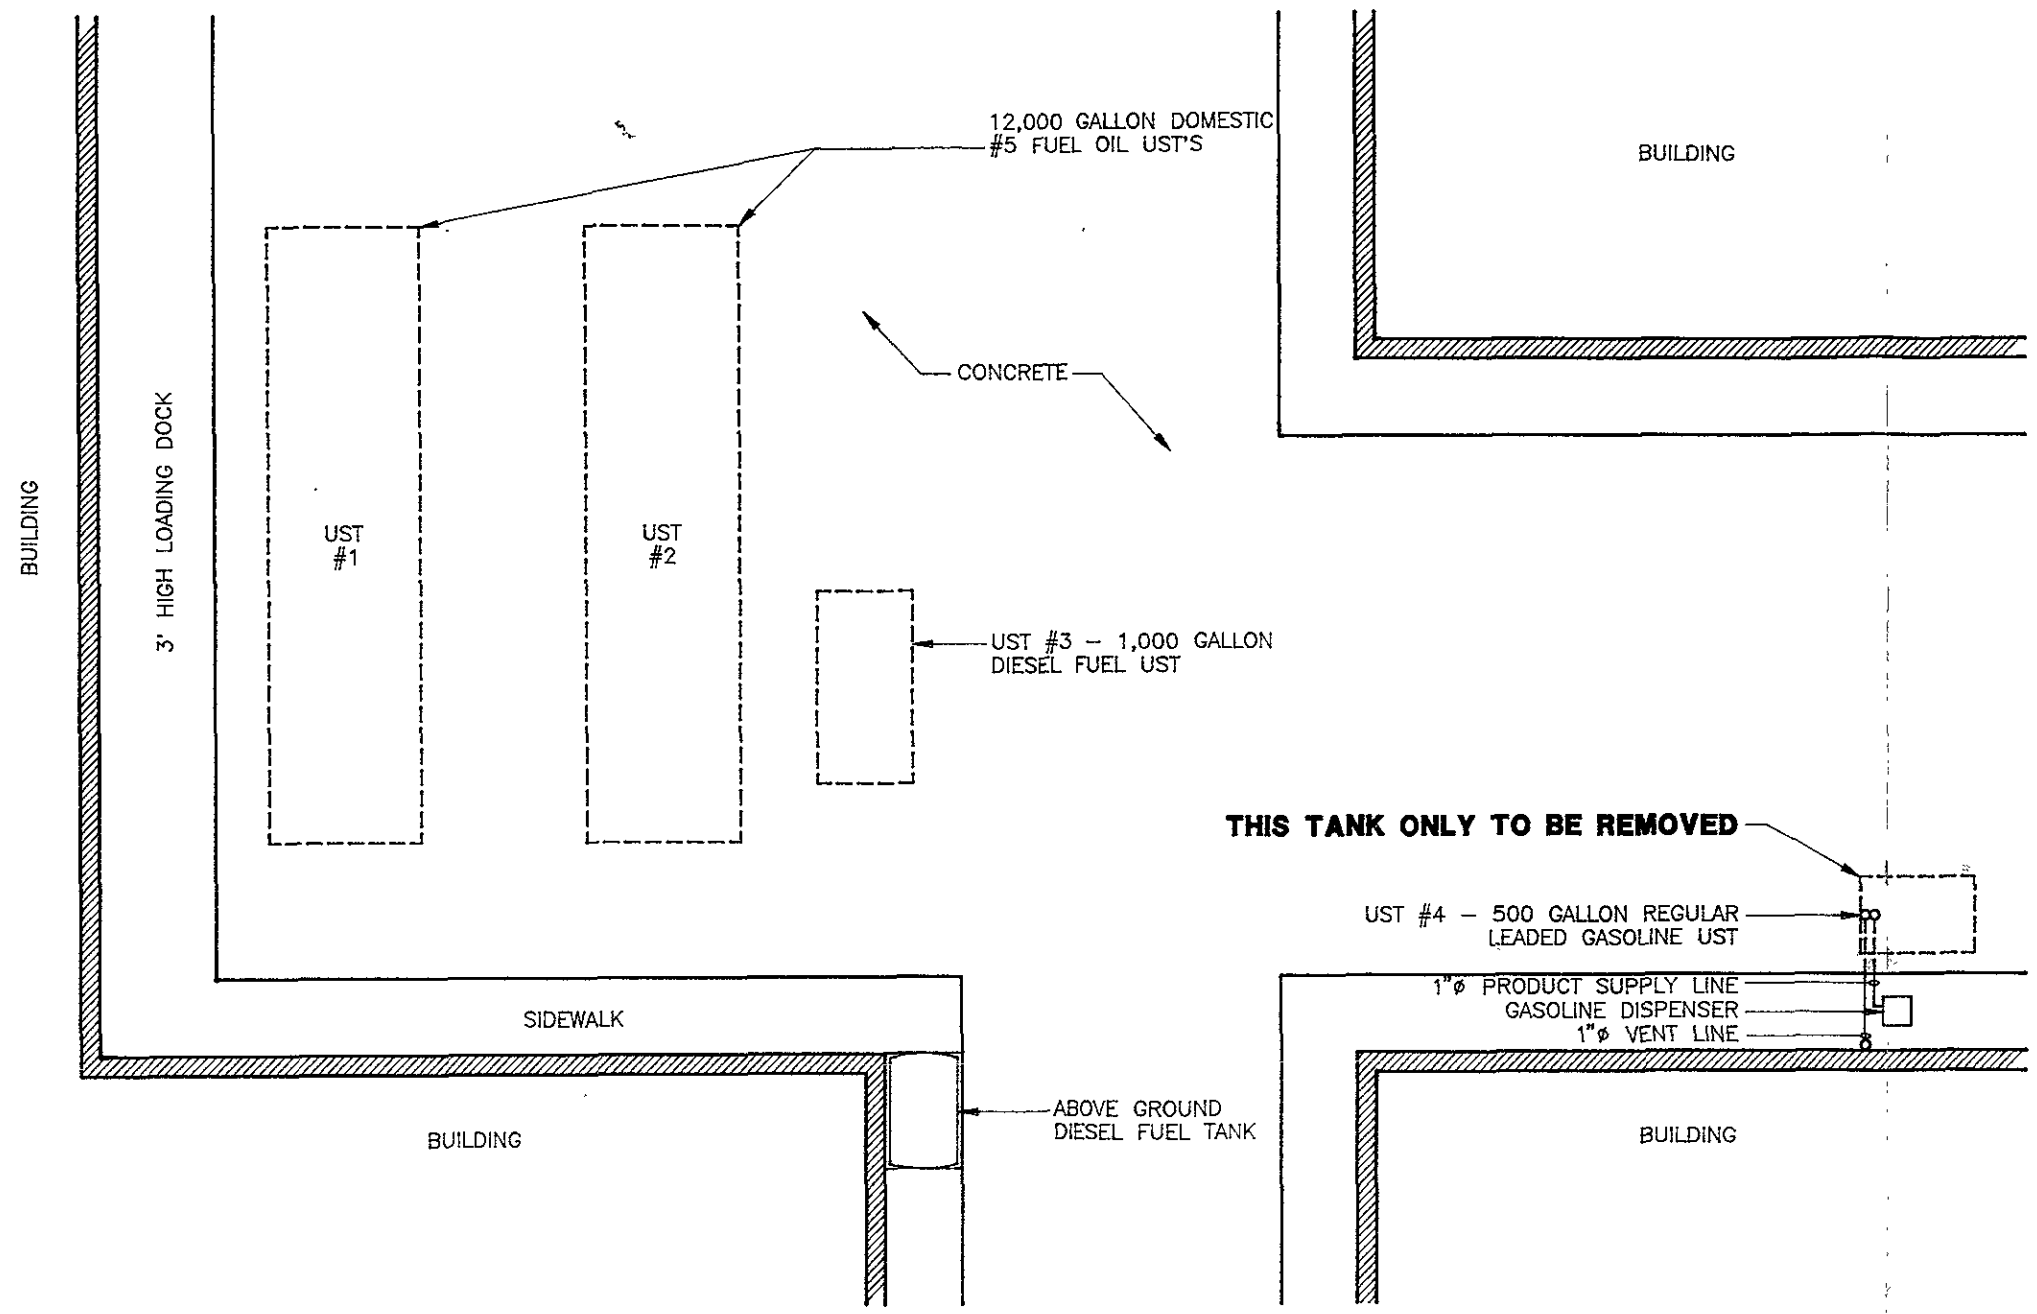 12,000 GALLON DOMESTIC
#5 FUEL OIL UST'S
BUILDING
CONCRETE
BUILDING
3' HIGH LOADING DOCK
UST
#1
UST
#2
UST #3 - 1,000 GALLON
DIESEL FUEL UST
THIS TANK ONLY TO BE REMOVED
UST #4 - 500 GALLON REGULAR
LEADED GASOLINE UST
1"ø PRODUCT SUPPLY LINE
GASOLINE DISPENSER
1"ø VENT LINE
SIDEWALK
ABOVE GROUND
DIESEL FUEL TANK
BUILDING
BUILDING